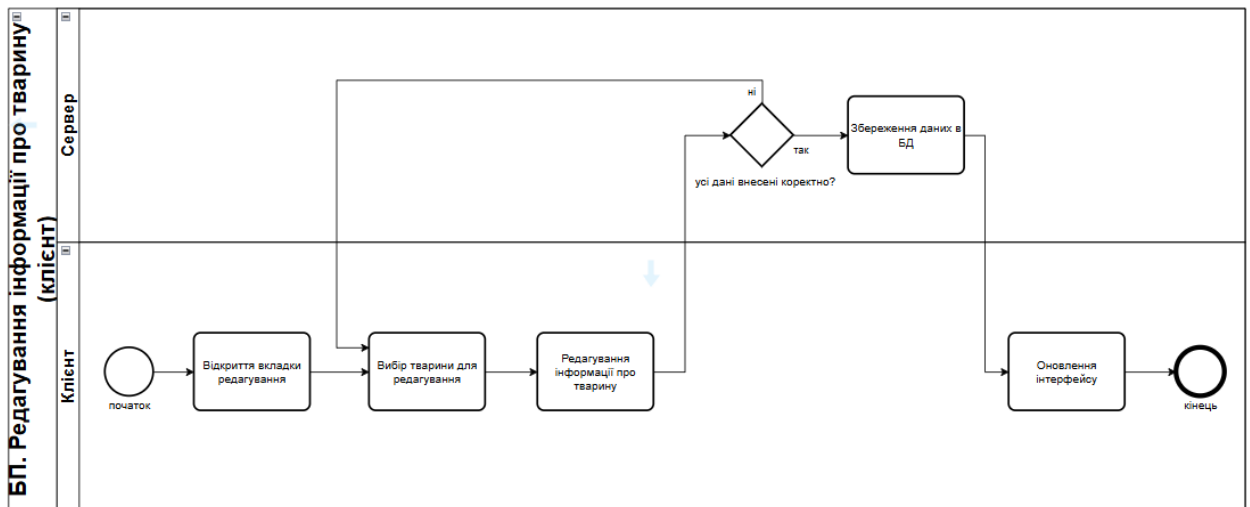 БП. Редагування інформації про тварину
(клієнт)
Сервер
ні
так
усі дані внесені коректно?
Збереження даних в
БД
Клієнт
початок
Відкриття вкладки
редагування
Вибір тварини для
редагування
Редагування
інформації про
тварину
Оновлення
інтерфейсу
кінець